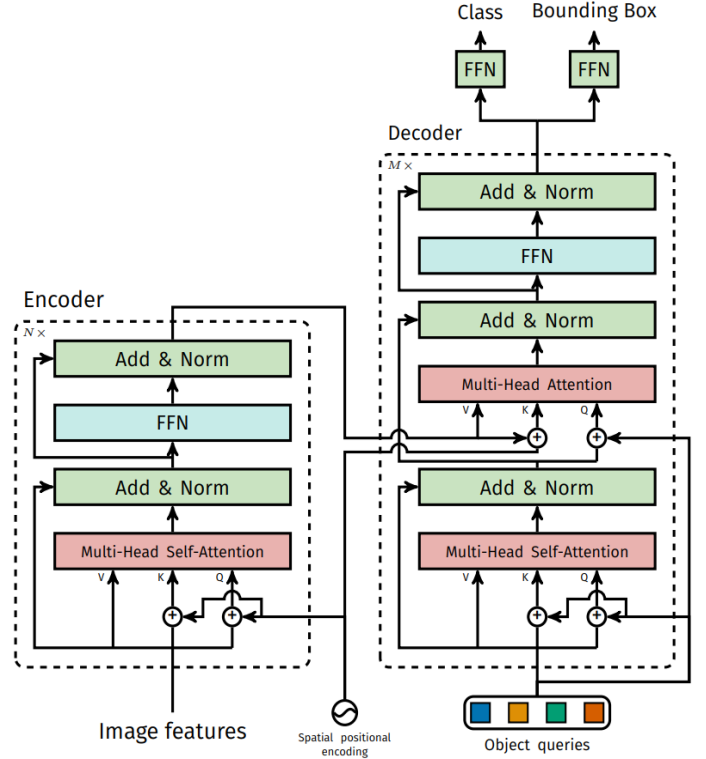 Class
Bounding Box
FFN
FFN
Decoder
M ×
Add & Norm
FFN
Add & Norm
Multi-Head Attention
V
K
Q
Add & Norm
Multi-Head Self-Attention
V
K
Q
Object queries
Encoder
N ×
Add & Norm
FFN
Add & Norm
Multi-Head Self-Attention
V
K
Q
Image features
Spatial positional
encoding